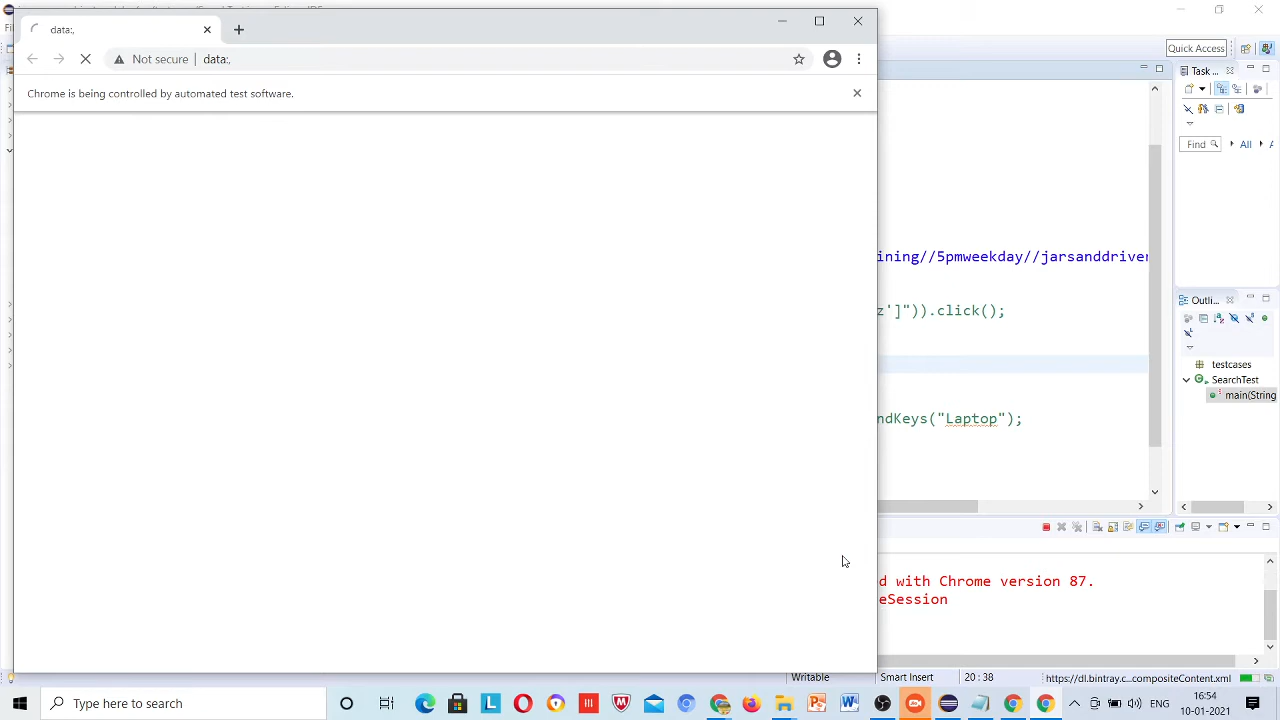 data:,
Not secure
data:,
Chrome is being controlled by automated test software.
Quick Access
Task
Find
All
ining//5pmweekday//jarsanddriver
z']")).click();
Outli
testcases
SearchTest
main(String
ndKeys("Laptop");
d with Chrome version 87.
eSession
Writable
Smart Insert
20 : 38
https://dl.bintray.c...compositeContent.xml
Type here to search
ENG
16:54
10-01-2021